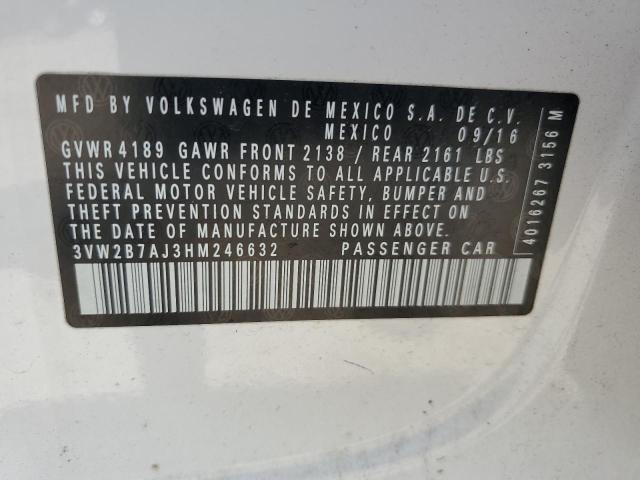 MFD BY VOLKSWAGEN DE MEXICO S.A. DE C.V.
MEXICO 09/16
GVWR 4189 GAWR FRONT 2138 / REAR 2161 LBS
THIS VEHICLE CONFORMS TO ALL APPLICABLE U.S.
FEDERAL MOTOR VEHICLE SAFETY, BUMPER AND
THEFT PREVENTION STANDARDS IN EFFECT ON
THE DATE OF MANUFACTURE SHOWN ABOVE.
3VW2B7AJ3HM246632 PASSENGER CAR
4016267 3156 M